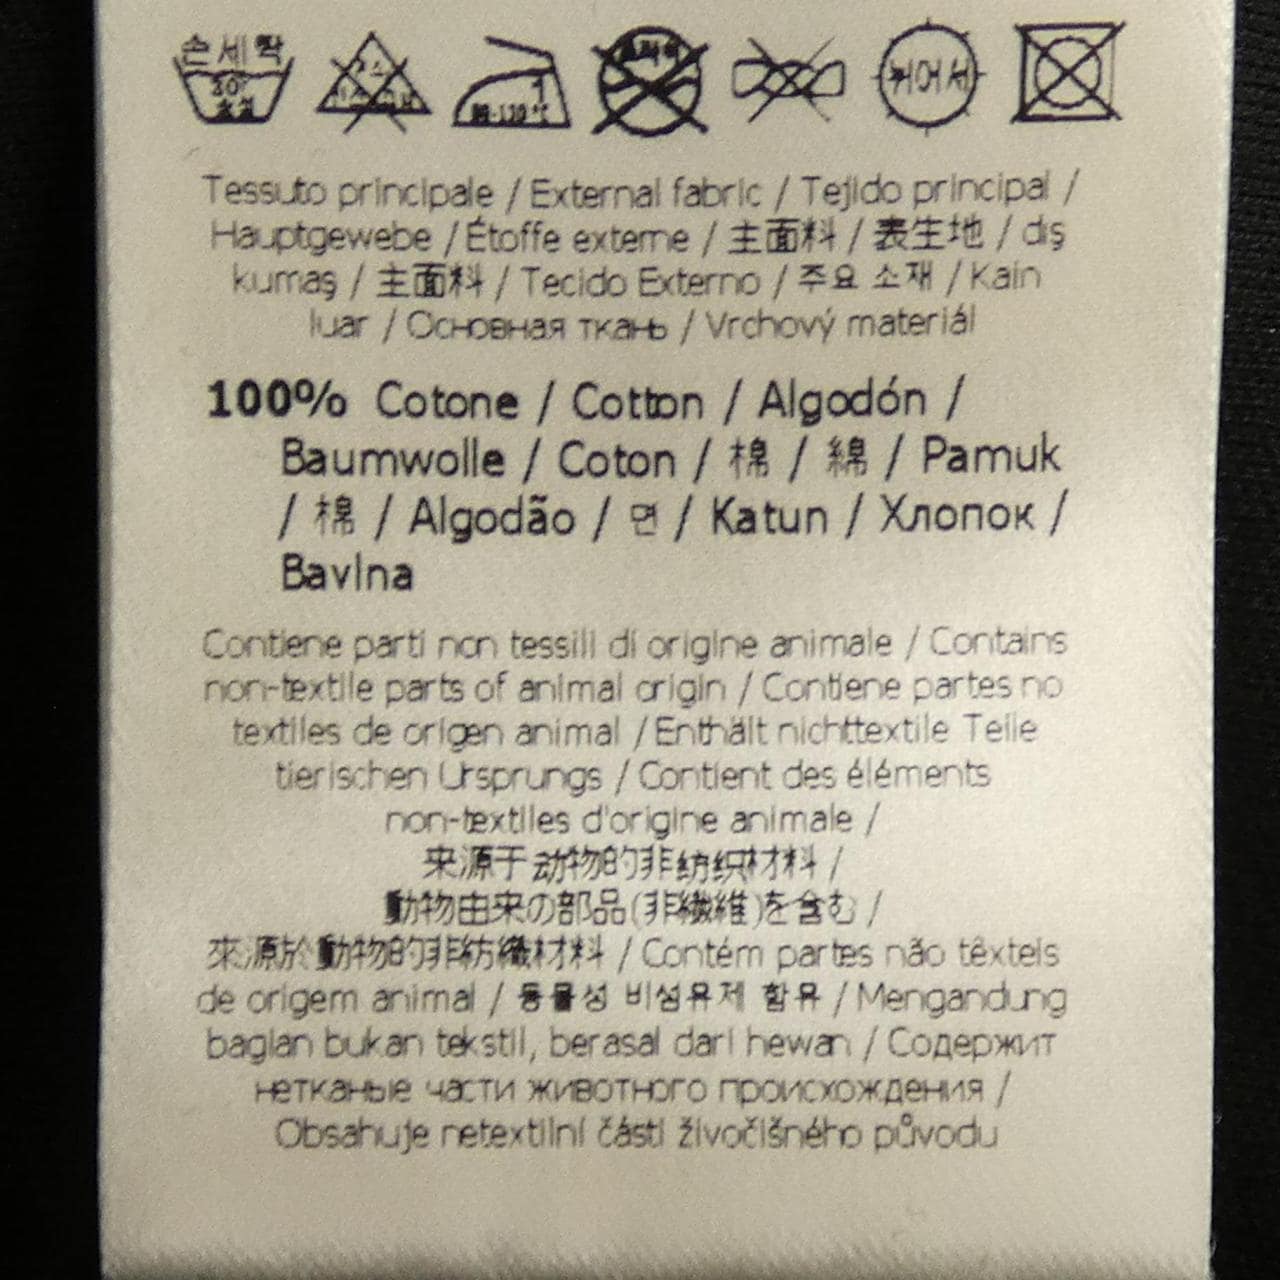 손세탁
30°
중성
80-120℃
뉘어서
Tessuto principale / External fabric / Tejido principal /
Hauptgewebe / Étoffe externe / 主面料 / 表生地 / dış
kumaş / 主面料 / Tecido Externo / 주요 소재 / Kain
luar / Основная ткань / Vrchový materiál
100% Cotone / Cotton / Algodón /
Baumwolle / Coton / 棉 / 綿 / Pamuk
/ 棉 / Algodão / 면 / Katun / Хлопок /
Bavlna
Contiene parti non tessili di origine animale / Contains
non-textile parts of animal origin / Contiene partes no
textiles de origen animal / Enthält nichttextile Teile
tierischen Ursprungs / Contient des éléments
non-textiles d'origine animale /
来源于动物的非纺织材料 /
動物由来の部品(非繊維)を含む /
來源於動物的非紡織材料 / Contém partes não têxteis
de origem animal / 동물성 비섬유제 함유 / Mengandung
bagian bukan tekstil, berasal dari hewan / Содержит
нетканые части животного происхождения /
Obsahuje netextilní části živočišného původu